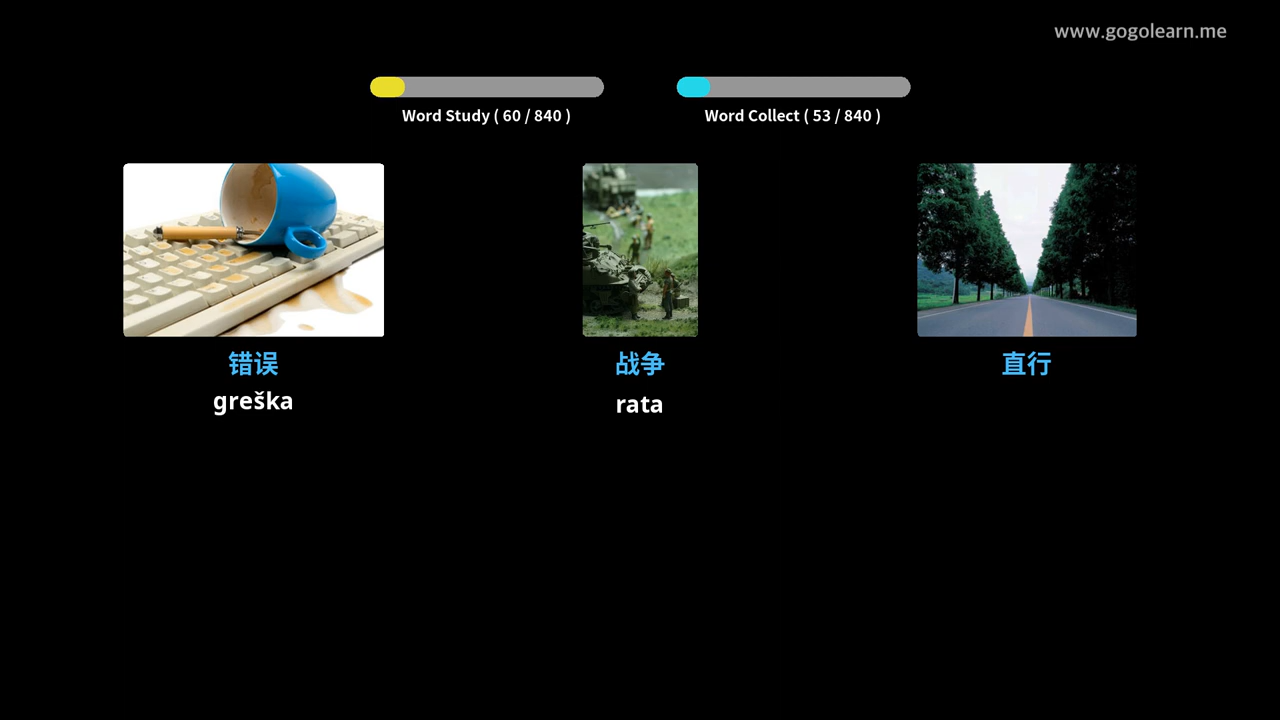 www.gogolearn.me
Word Study ( 60 / 840 )
Word Collect ( 53 / 840 )
错误
greška
战争
rata
直行